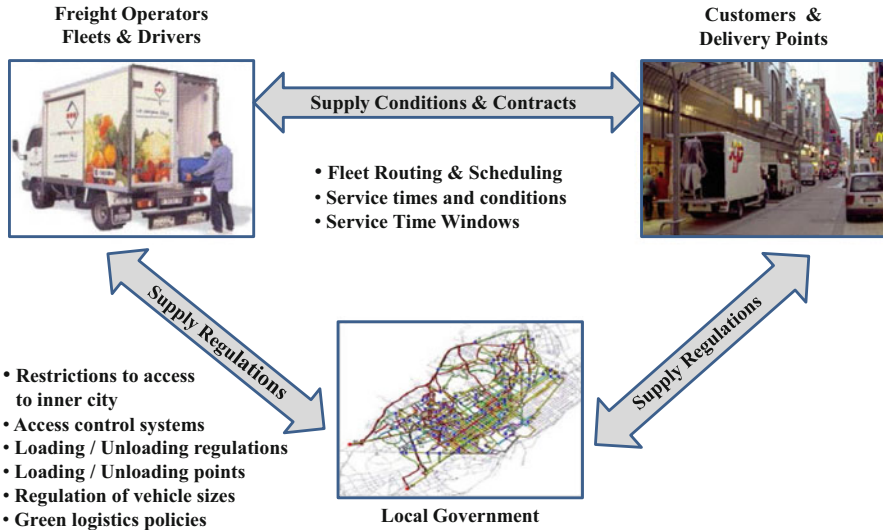 Freight Operators
Fleets & Drivers
Customers &
Delivery Points
Supply Conditions & Contracts
• Fleet Routing & Scheduling
• Service times and conditions
• Service Time Windows
Supply Regulations
Supply Regulations
• Restrictions to access
to inner city
• Access control systems
• Loading / Unloading regulations
• Loading / Unloading points
• Regulation of vehicle sizes
• Green logistics policies
Local Government